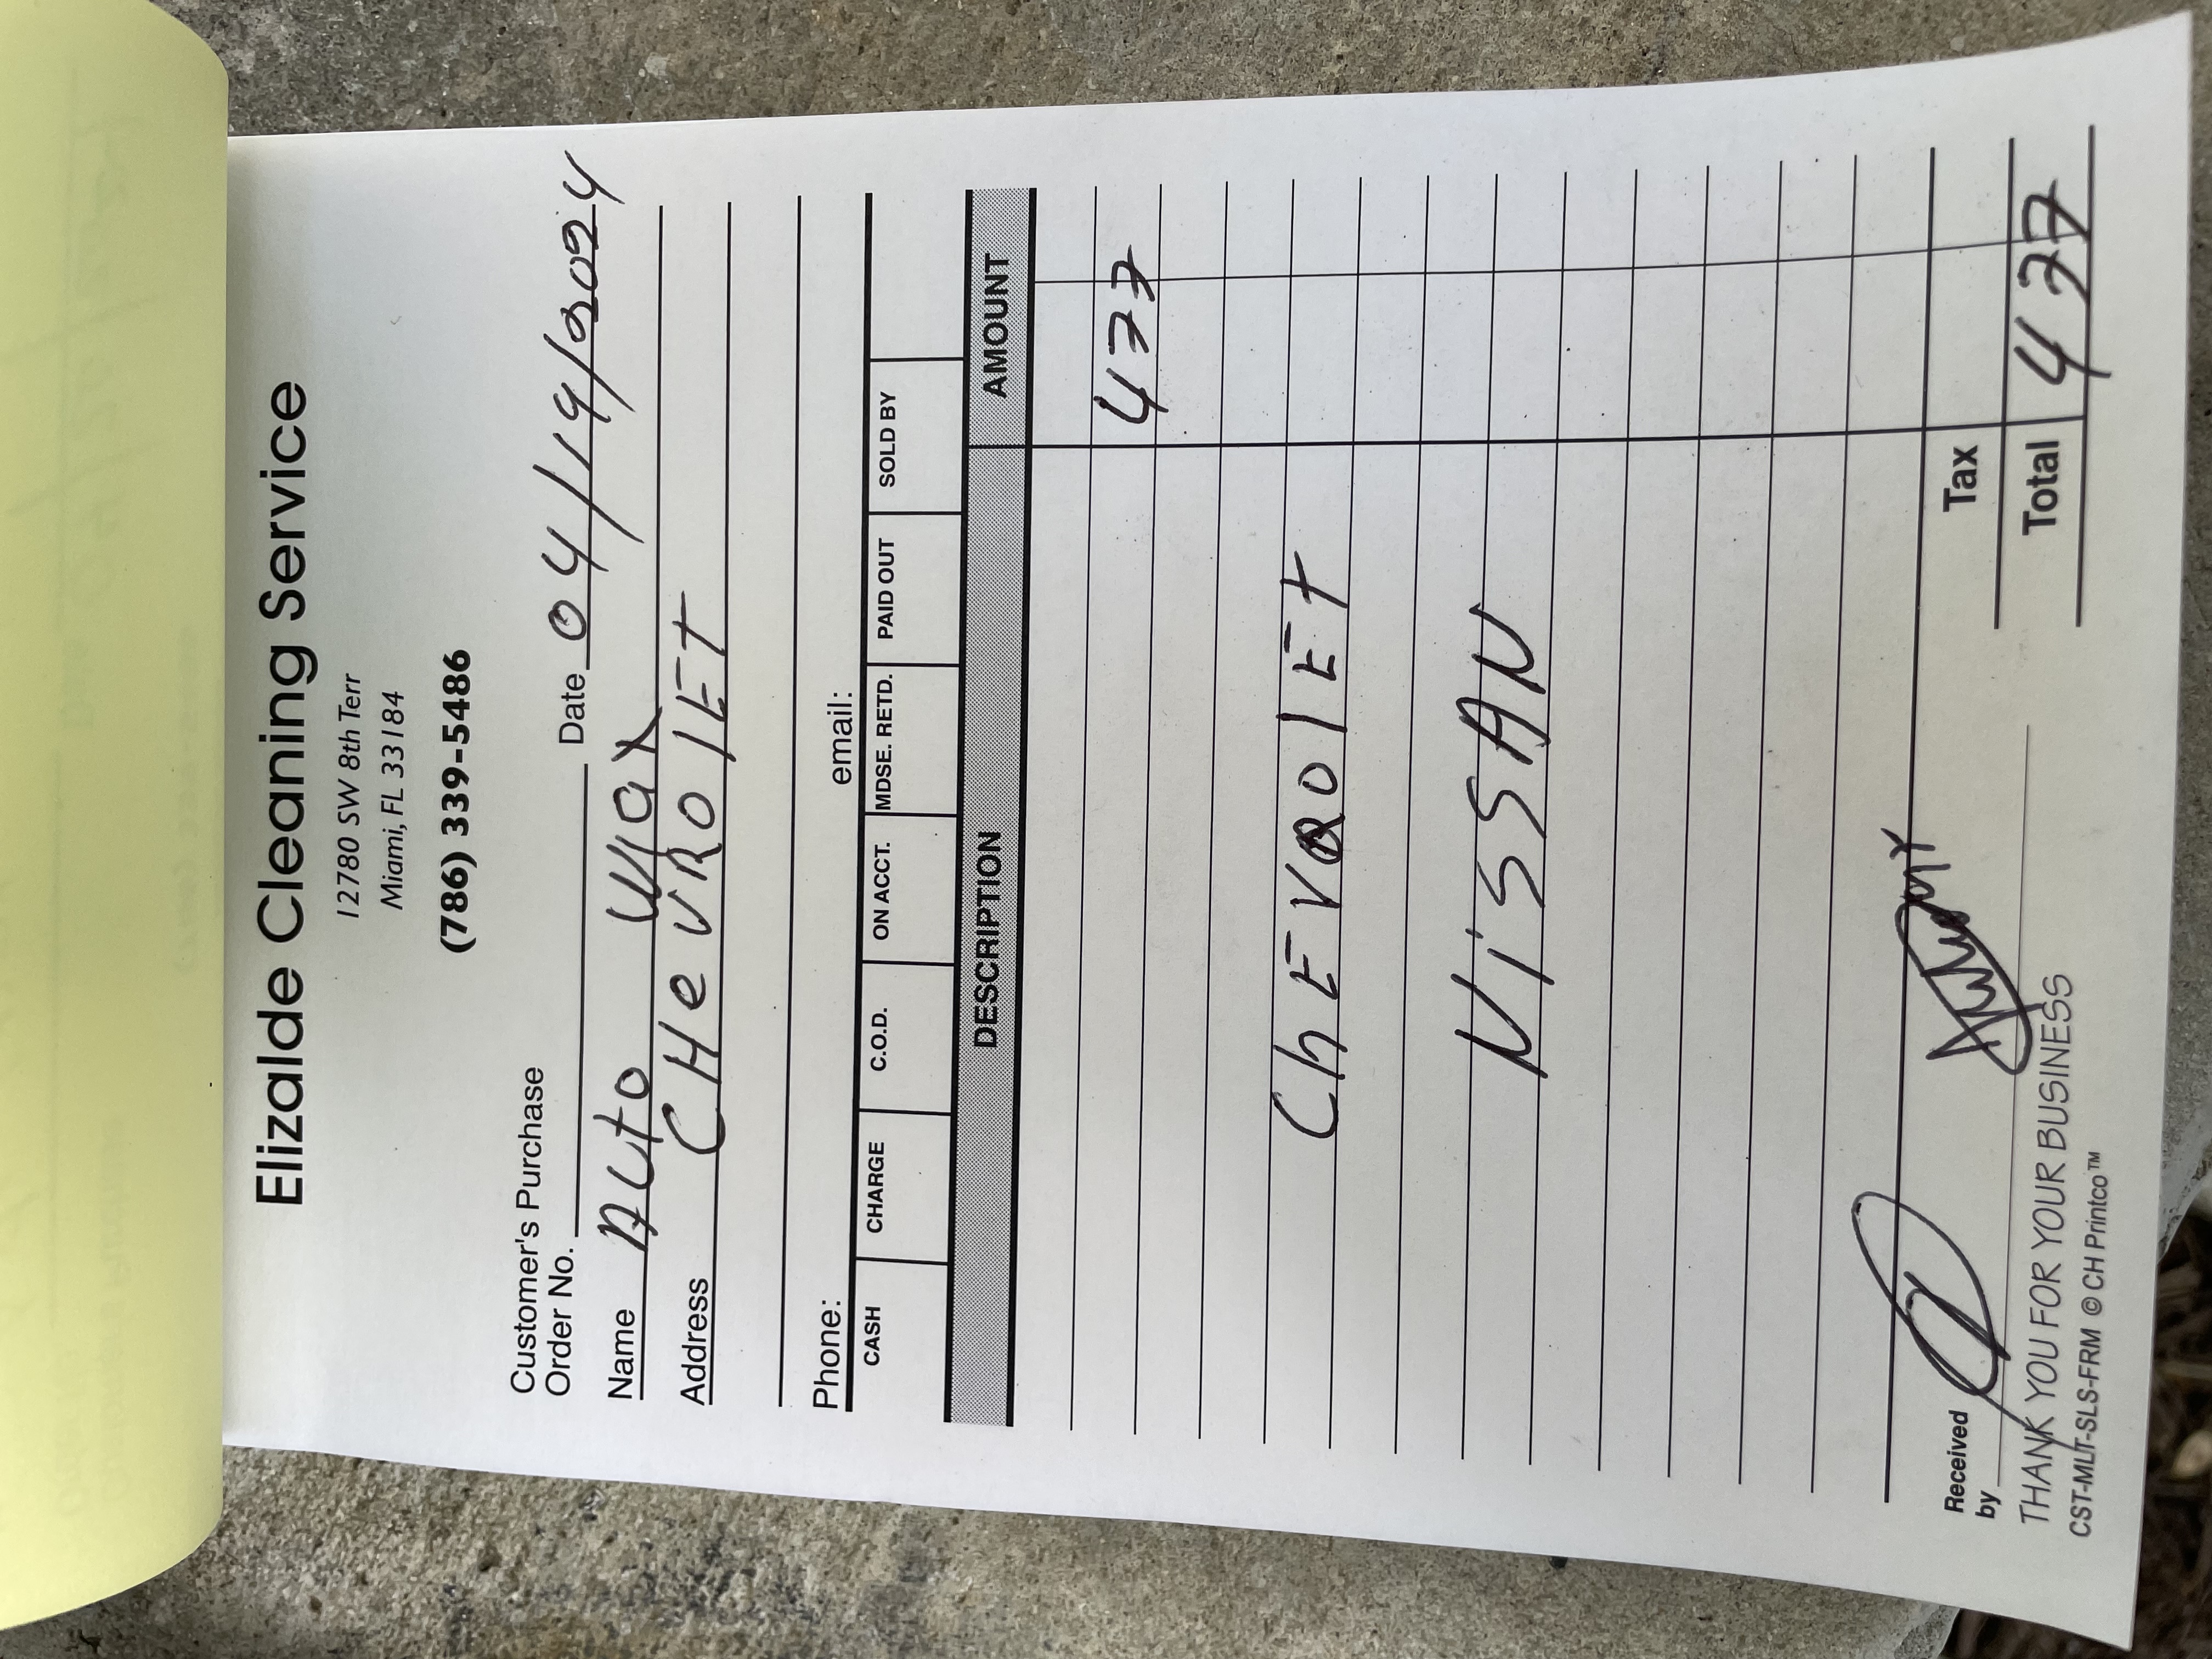 Elizalde Cleaning Service
12780 SW 8th Terr
Miami, FL 33184
(786) 339-5486
Customer's Purchase
Order No. Date 04/19/2024
Name Auto Wax
Address CHeVROlET
Phone: email:
CASH CHARGE C.O.D. ON ACCT. MDSE. RETD. PAID OUT SOLD BY
DESCRIPTION AMOUNT
477
ChEVROlET
NiSSAN
Tax
Received by
Total 477
THANK YOU FOR YOUR BUSINESS
CST-MLT-SLS-FRM © CH Printco™